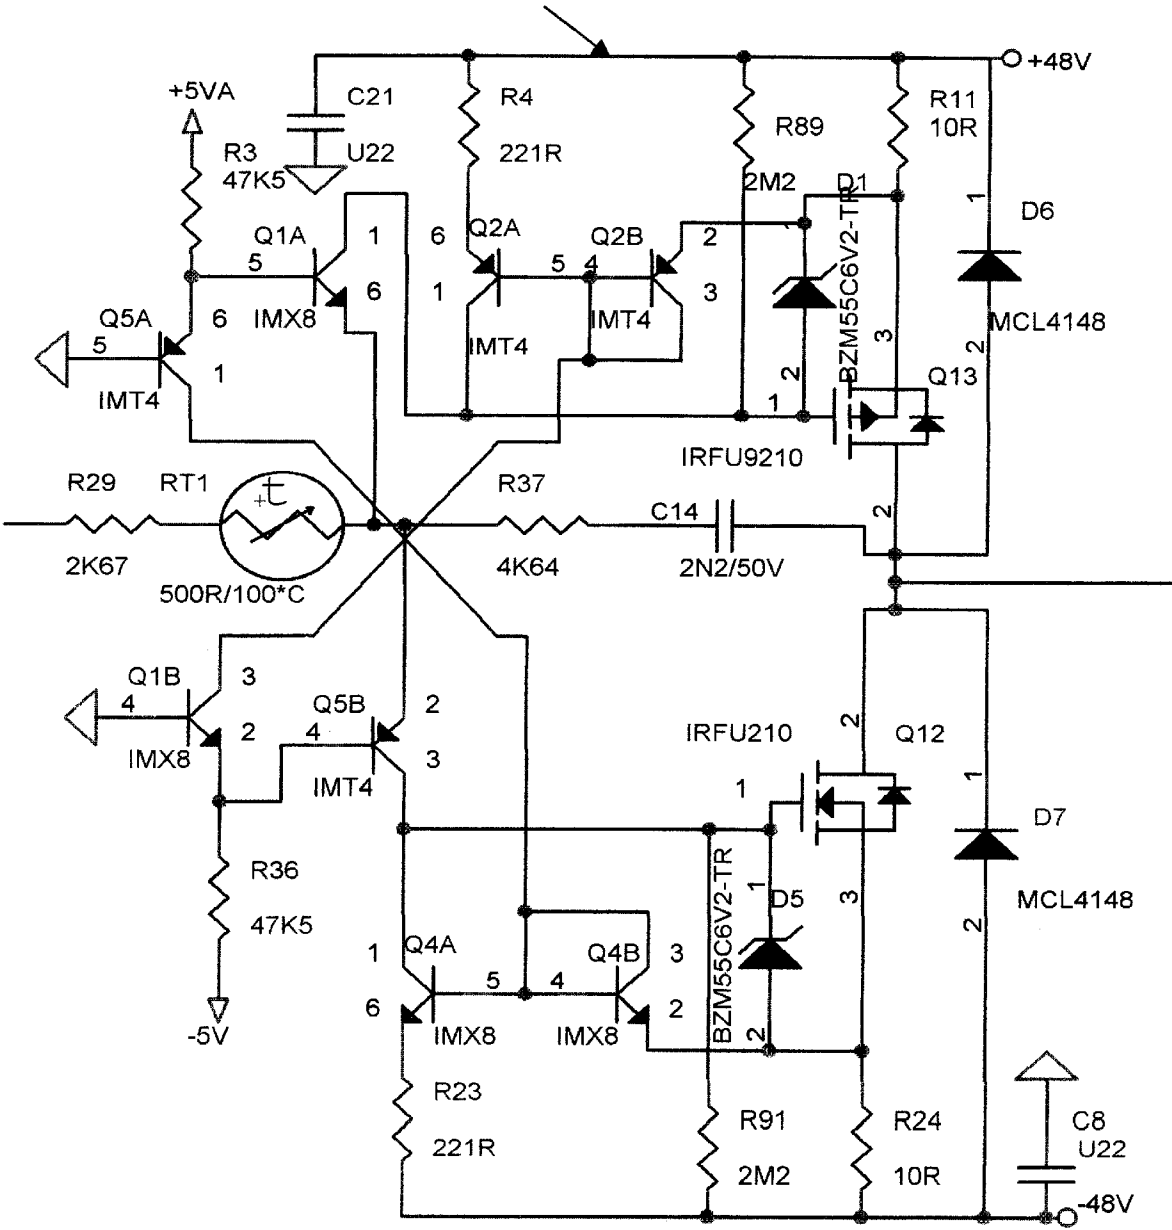 +48V
+5VA
C21
U22
R4
221R
R89
2M2
R11
10R
R3
47K5
D1
BZM55C6V2-TR
1
D6
MCL4148
2
Q1A
5
1
6
IMX8
6
Q2A
1
IMT4
5
4
Q2B
2
3
IMT4
1
2
3
1
Q13
IRFU9210
2
Q5A
5
6
1
IMT4
R29
2K67
RT1
+t
500R/100*C
R37
4K64
C14
2N2/50V
Q1B
4
3
2
IMX8
Q5B
4
2
3
IMT4
IRFU210
1
2
Q12
3
1
D7
MCL4148
2
R36
47K5
-5V
1
Q4A
6
5
IMX8
4
Q4B
3
2
IMX8
BZM55C6V2-TR
1
D5
2
R23
221R
R91
2M2
R24
10R
C8
U22
-48V